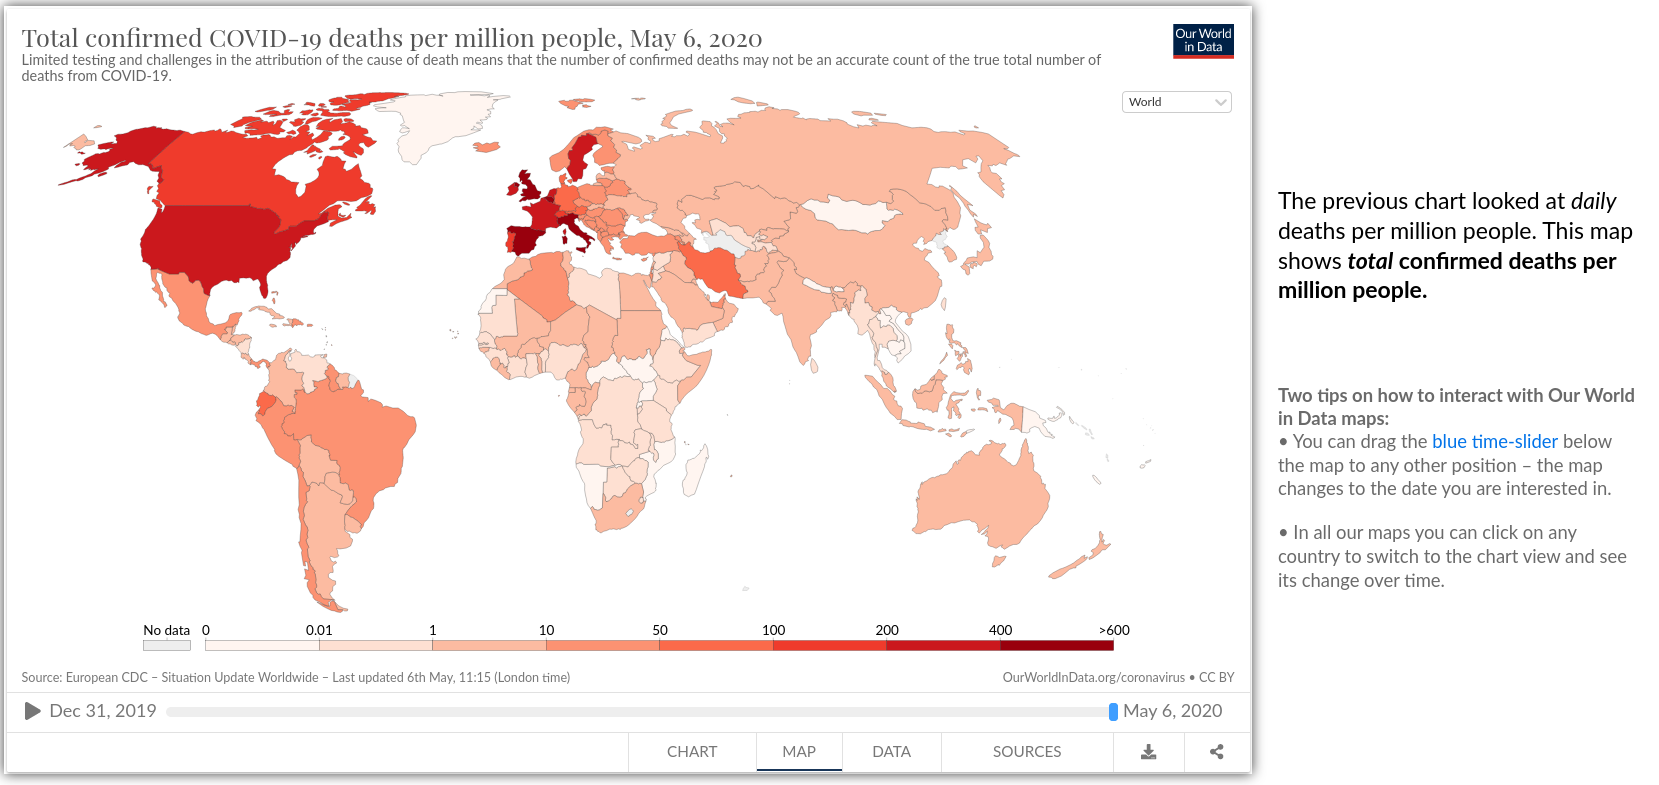 Total confirmed COVID-19 deaths per million people, May 6, 2020
Limited testing and challenges in the attribution of the cause of death means that the number of confirmed deaths may not be an accurate count of the true total number of
deaths from COVID-19.
Our World
in Data
World
No data 0 0.01 1 10 50 100 200 400 >600
Source: European CDC – Situation Update Worldwide – Last updated 6th May, 11:15 (London time)
OurWorldInData.org/coronavirus • CC BY
Dec 31, 2019
May 6, 2020
CHART MAP DATA SOURCES
The previous chart looked at daily
deaths per million people. This map
shows total confirmed deaths per
million people.
Two tips on how to interact with Our World
in Data maps:
• You can drag the blue time-slider below
the map to any other position – the map
changes to the date you are interested in.
• In all our maps you can click on any
country to switch to the chart view and see
its change over time.